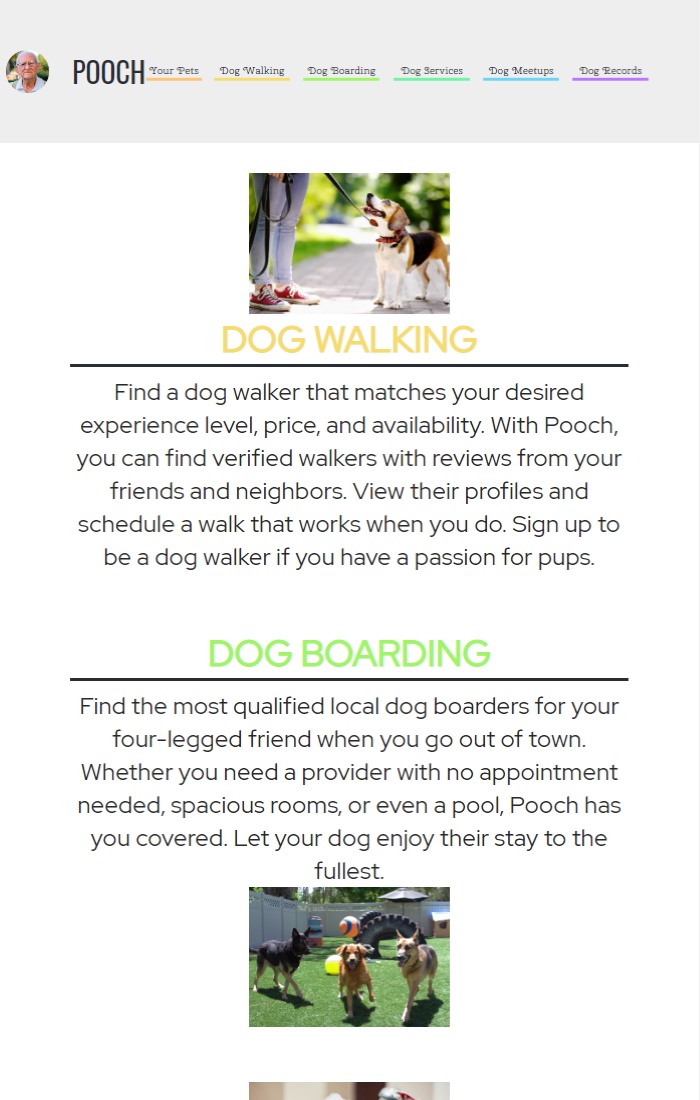 POOCH Your Pets Dog Walking Dog Boarding Dog Services Dog Meetups Dog Records
DOG WALKING
Find a dog walker that matches your desired
experience level, price, and availability. With Pooch,
you can find verified walkers with reviews from your
friends and neighbors. View their profiles and
schedule a walk that works when you do. Sign up to
be a dog walker if you have a passion for pups.
DOG BOARDING
Find the most qualified local dog boarders for your
four-legged friend when you go out of town.
Whether you need a provider with no appointment
needed, spacious rooms, or even a pool, Pooch has
you covered. Let your dog enjoy their stay to the
fullest.